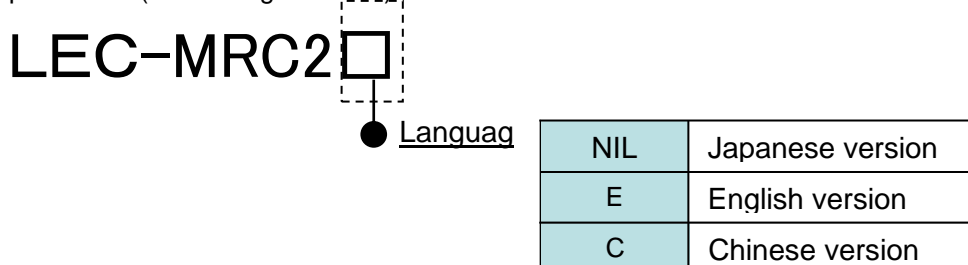 LEC-MRC2□
Languag
NIL Japanese version
E English version
C Chinese version